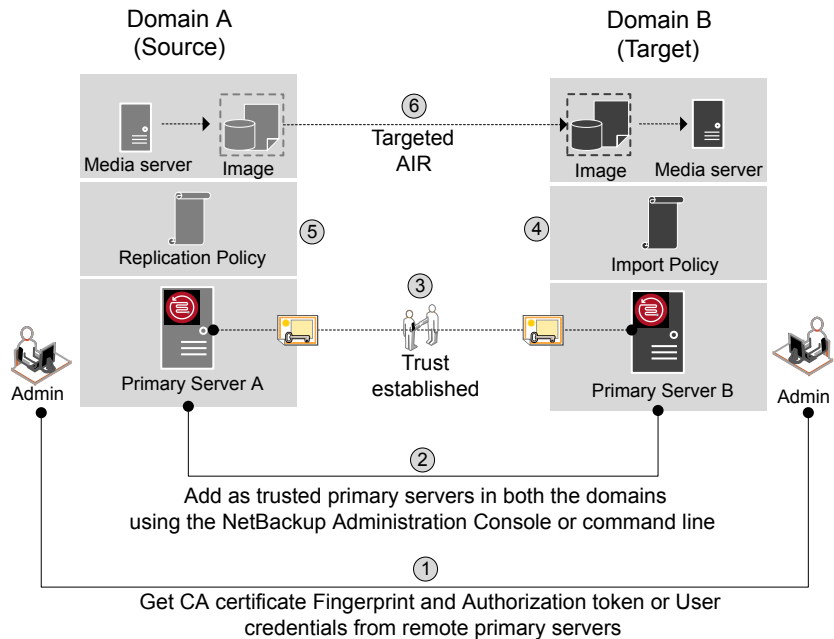 Domain A
(Source)
Domain B
(Target)
6
Targeted
AIR
Media server
Image
Image
Media server
5
4
Replication Policy
Import Policy
3
Trust
established
Primary Server A
Primary Server B
Admin
Admin
2
Add as trusted primary servers in both the domains
using the NetBackup Administration Console or command line
1
Get CA certificate Fingerprint and Authorization token or User
credentials from remote primary servers